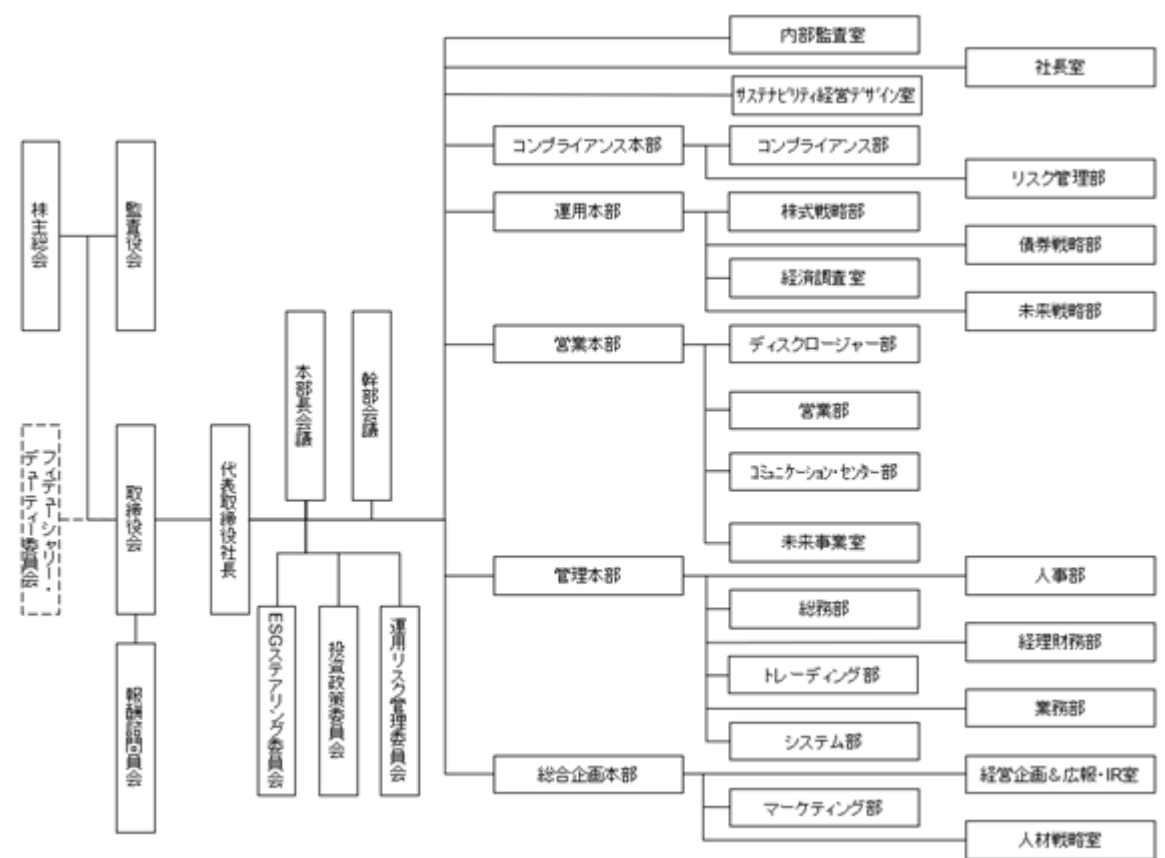 内部監査室
社長室
サステナビリティ経営デザイン室
コンプライアンス本部
コンプライアンス部
リスク管理部
運用本部
株式戦略部
債券戦略部
経済調査室
未来戦略部
営業本部
ディスクロージャー部
営業部
コミュニケーション・センター部
未来事業室
管理本部
人事部
総務部
経理財務部
トレーディング部
業務部
システム部
総合企画本部
経営企画&広報・IR室
マーケティング部
人材戦略室
株主総会
監査役会
フィデューシャリー・
デューティー委員会
取締役会
代表取締役社長
本部長会議
幹部会議
ESGステアリング委員会
投資政策委員会
運用リスク管理委員会